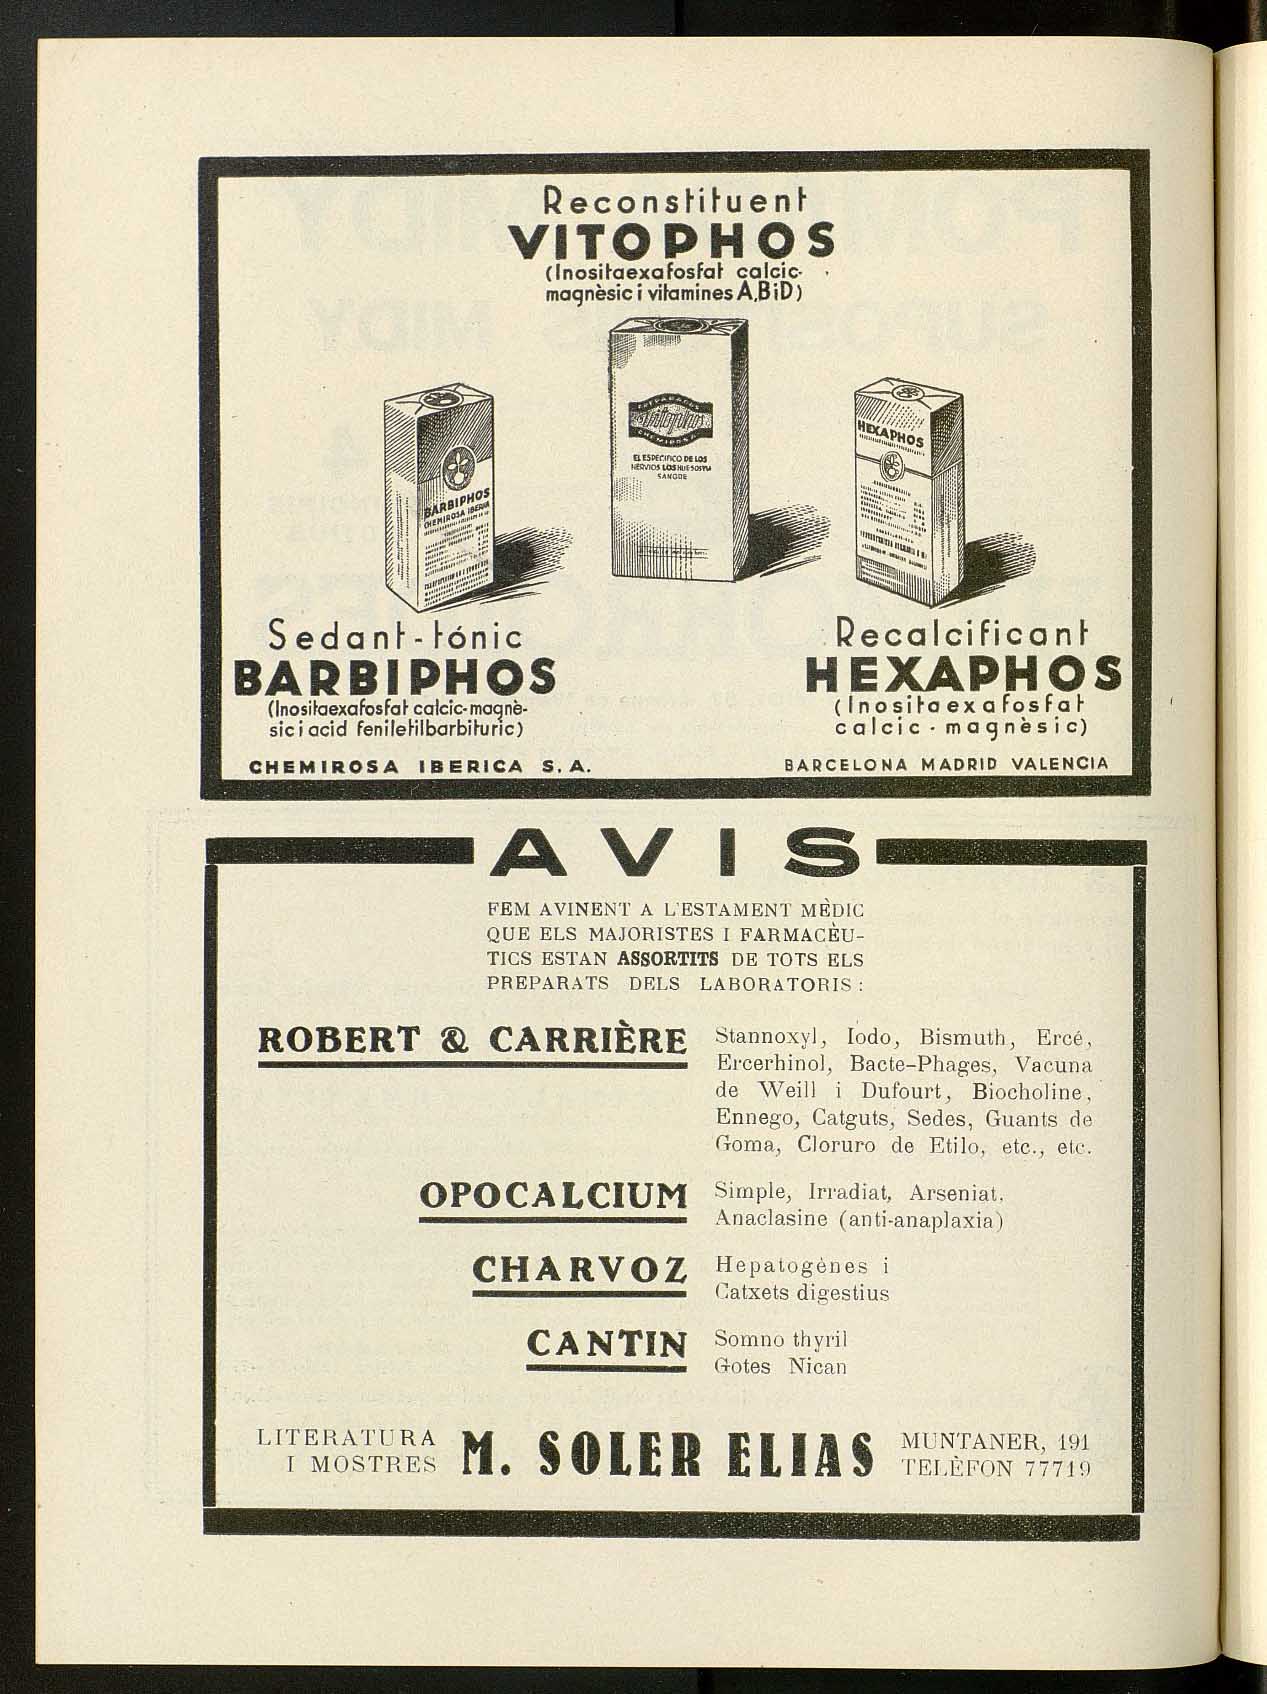 Reconstituent
VITOPHOS
(Inositaexafosfat calcic-
magnèsic i vitamines A,B i D)
PREPARADOS
Vitophos
CHEMIROSA
EL ESPECIFICO DE LOS
NERVIOS LOS HUESOS Y LA
SANGRE
BARBIPHOS
CHEMIROSA IBERIA
HEXAPHOS
Sedant-tónic
BARBIPHOS
(Inositaexafosfat calcic-magnè-
sic i acid feniletilbarbituric)
Recalcificant
HEXAPHOS
(Inositaexafosfat
calcic-magnèsic)
CHEMIROSA IBERICA S. A.
BARCELONA MADRID VALENCIA
AVIS
FEM AVINENT A L'ESTAMENT MÈDIC
QUE ELS MAJORISTES I FARMACÈU-
TICS ESTAN ASSORTITS DE TOTS ELS
PREPARATS DELS LABORATORIS:
ROBERT & CARRIÈRE
Stannoxyl, Iodo, Bismuth, Ercé,
Ercerhinol, Bacte-Phages, Vacuna
de Weill i Dufourt, Biocholine,
Ennego, Catguts, Sedes, Guants de
Goma, Cloruro de Etilo, etc., etc.
OPOCALCIUM
Simple, Irradiat, Arseniat.
Anaclasine (anti-anaplaxia)
CHARVOZ
Hepatogènes i
Catxets digestius
CANTIN
Somno thyril
Gotes Nican
LITERATURA
I MOSTRES
M. SOLER ELIAS
MUNTANER, 191
TELÈFON 77719